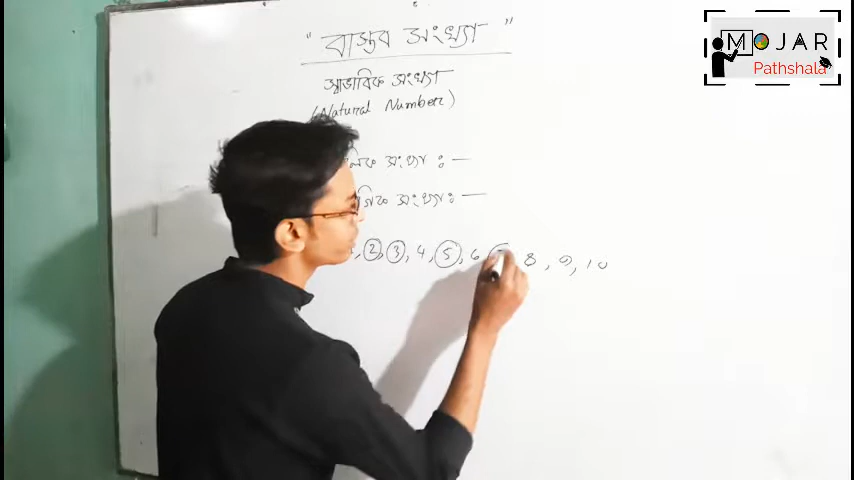 " বাস্তব সংখ্যা "
স্বাভাবিক সংখ্যা
(Natural Number)
সংখ্যা : —
সংখ্যা : —
, 2, 3, 4, 5, 6, 8, 9, 10
MOJAR
Pathshala